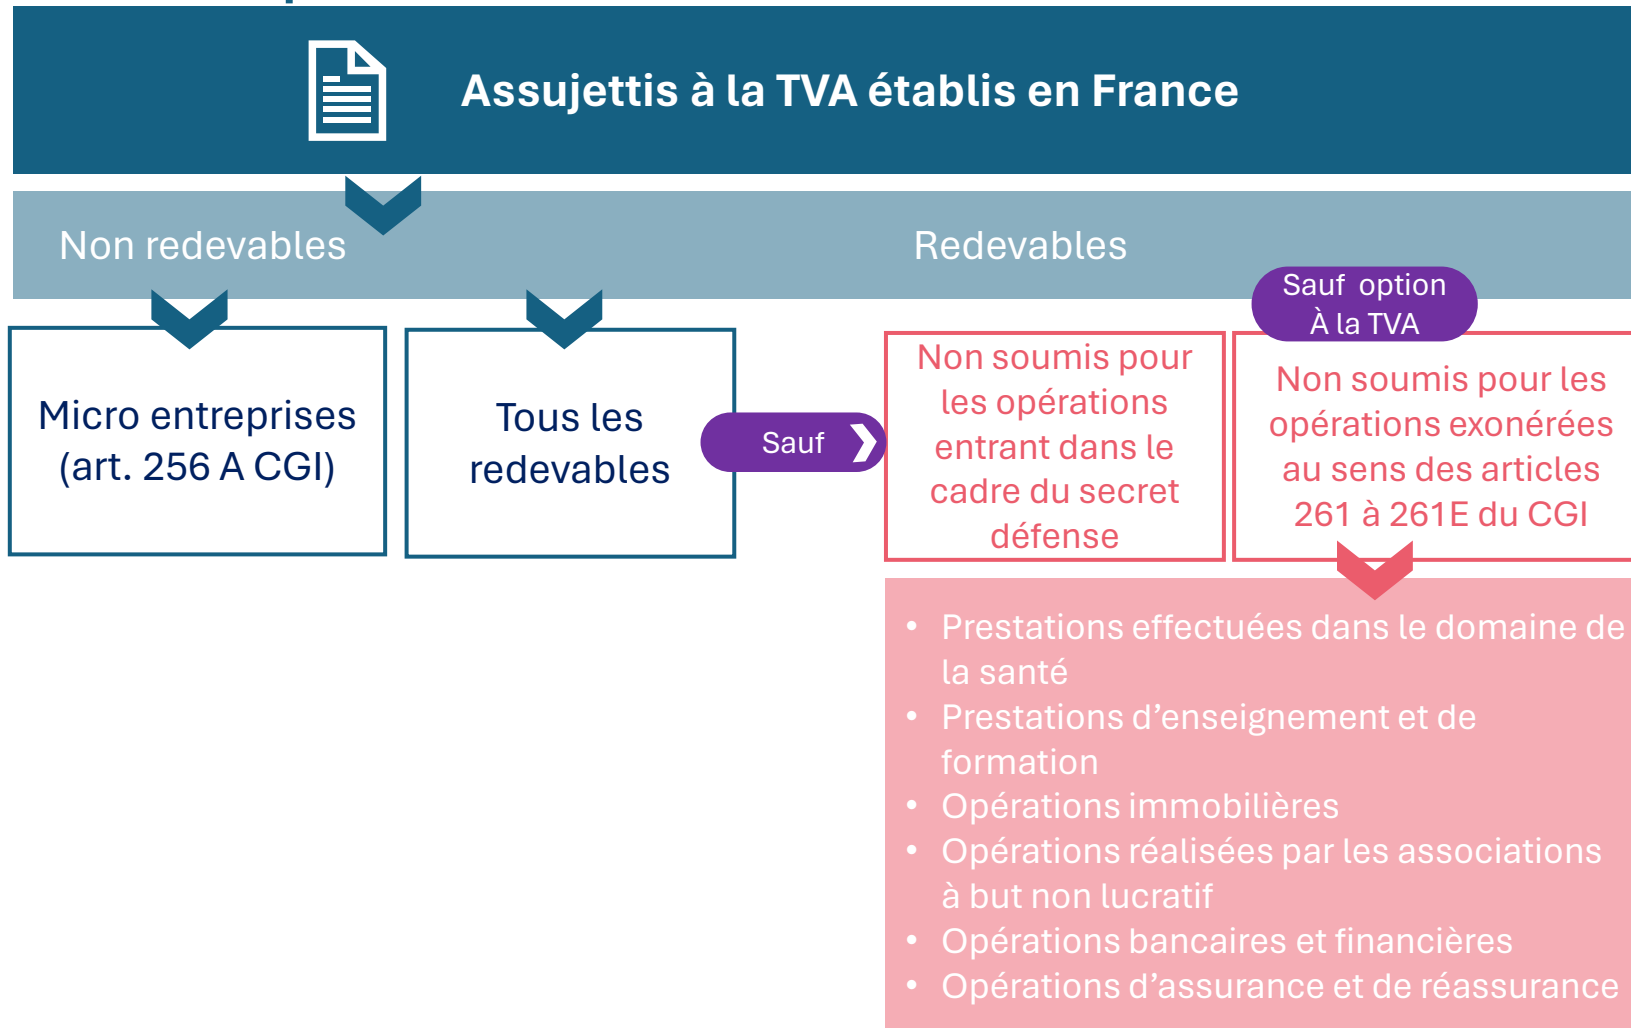 Assujettis à la TVA établis en France
Non redevables
Redevables
Sauf option
À la TVA
Micro entreprises
(art. 256 A CGI)
Tous les
redevables
Sauf
Non soumis pour
les opérations
entrant dans le
cadre du secret
défense
Non soumis pour les
opérations exonérées
au sens des articles
261 à 261E du CGI
• Prestations effectuées dans le domaine de
la santé
• Prestations d’enseignement et de
formation
• Opérations immobilières
• Opérations réalisées par les associations
à but non lucratif
• Opérations bancaires et financières
• Opérations d’assurance et de réassurance